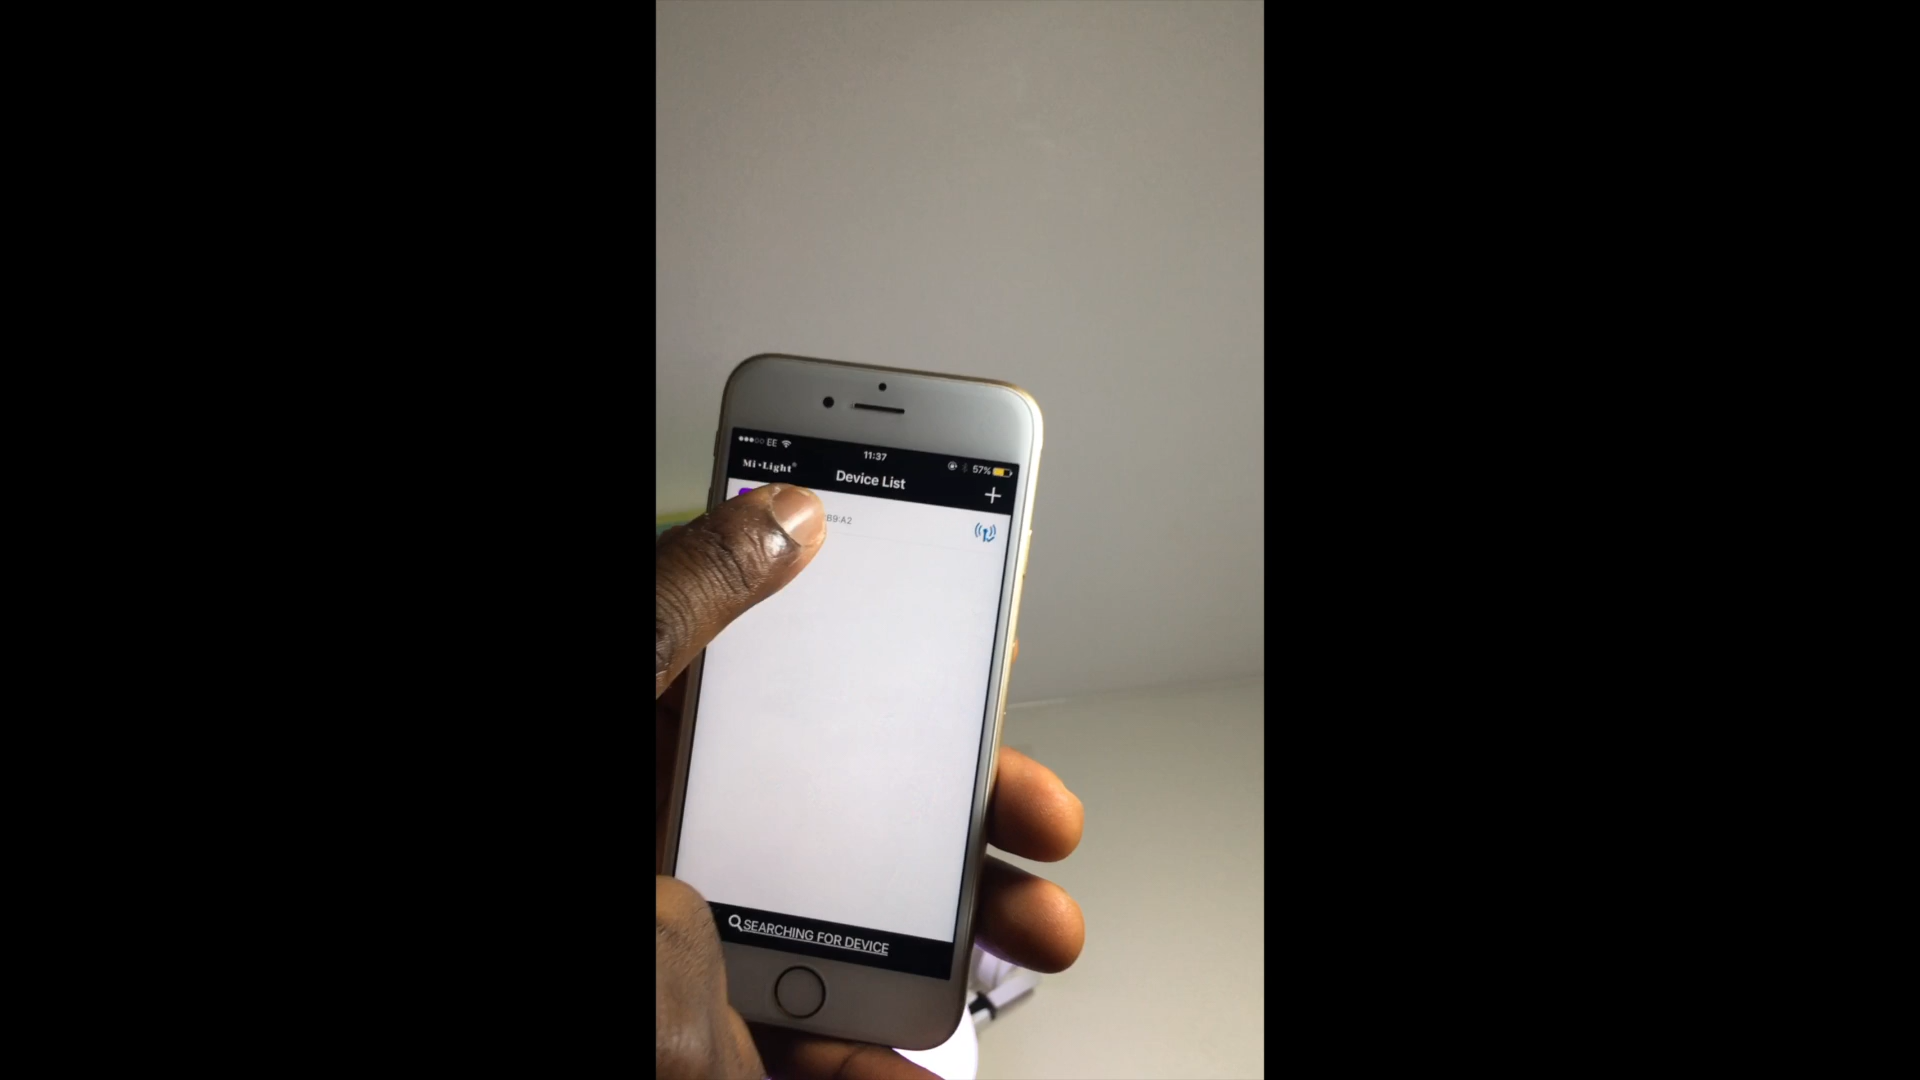 EE
11:37
57%
Mi·Light®
Device List
+
B9:A2
SEARCHING FOR DEVICE